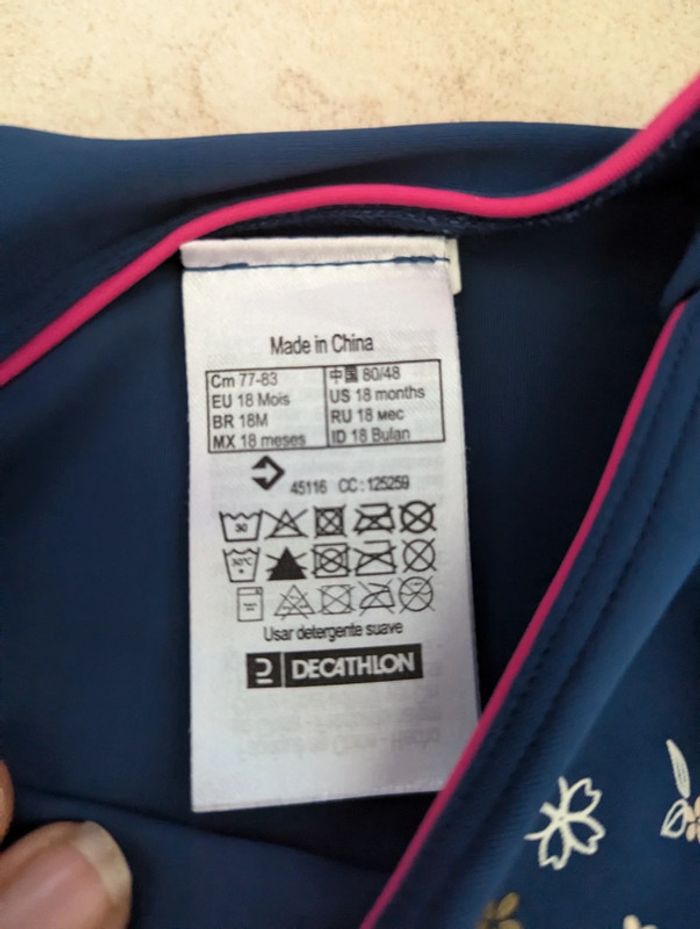 Made in China
Cm 77-83 中国 80/48
EU 18 Mois US 18 months
BR 18M RU 18 мес
MX 18 meses ID 18 Bulan
45116 CC:125259
30
30°C
Usar detergente suave
DECATHLON